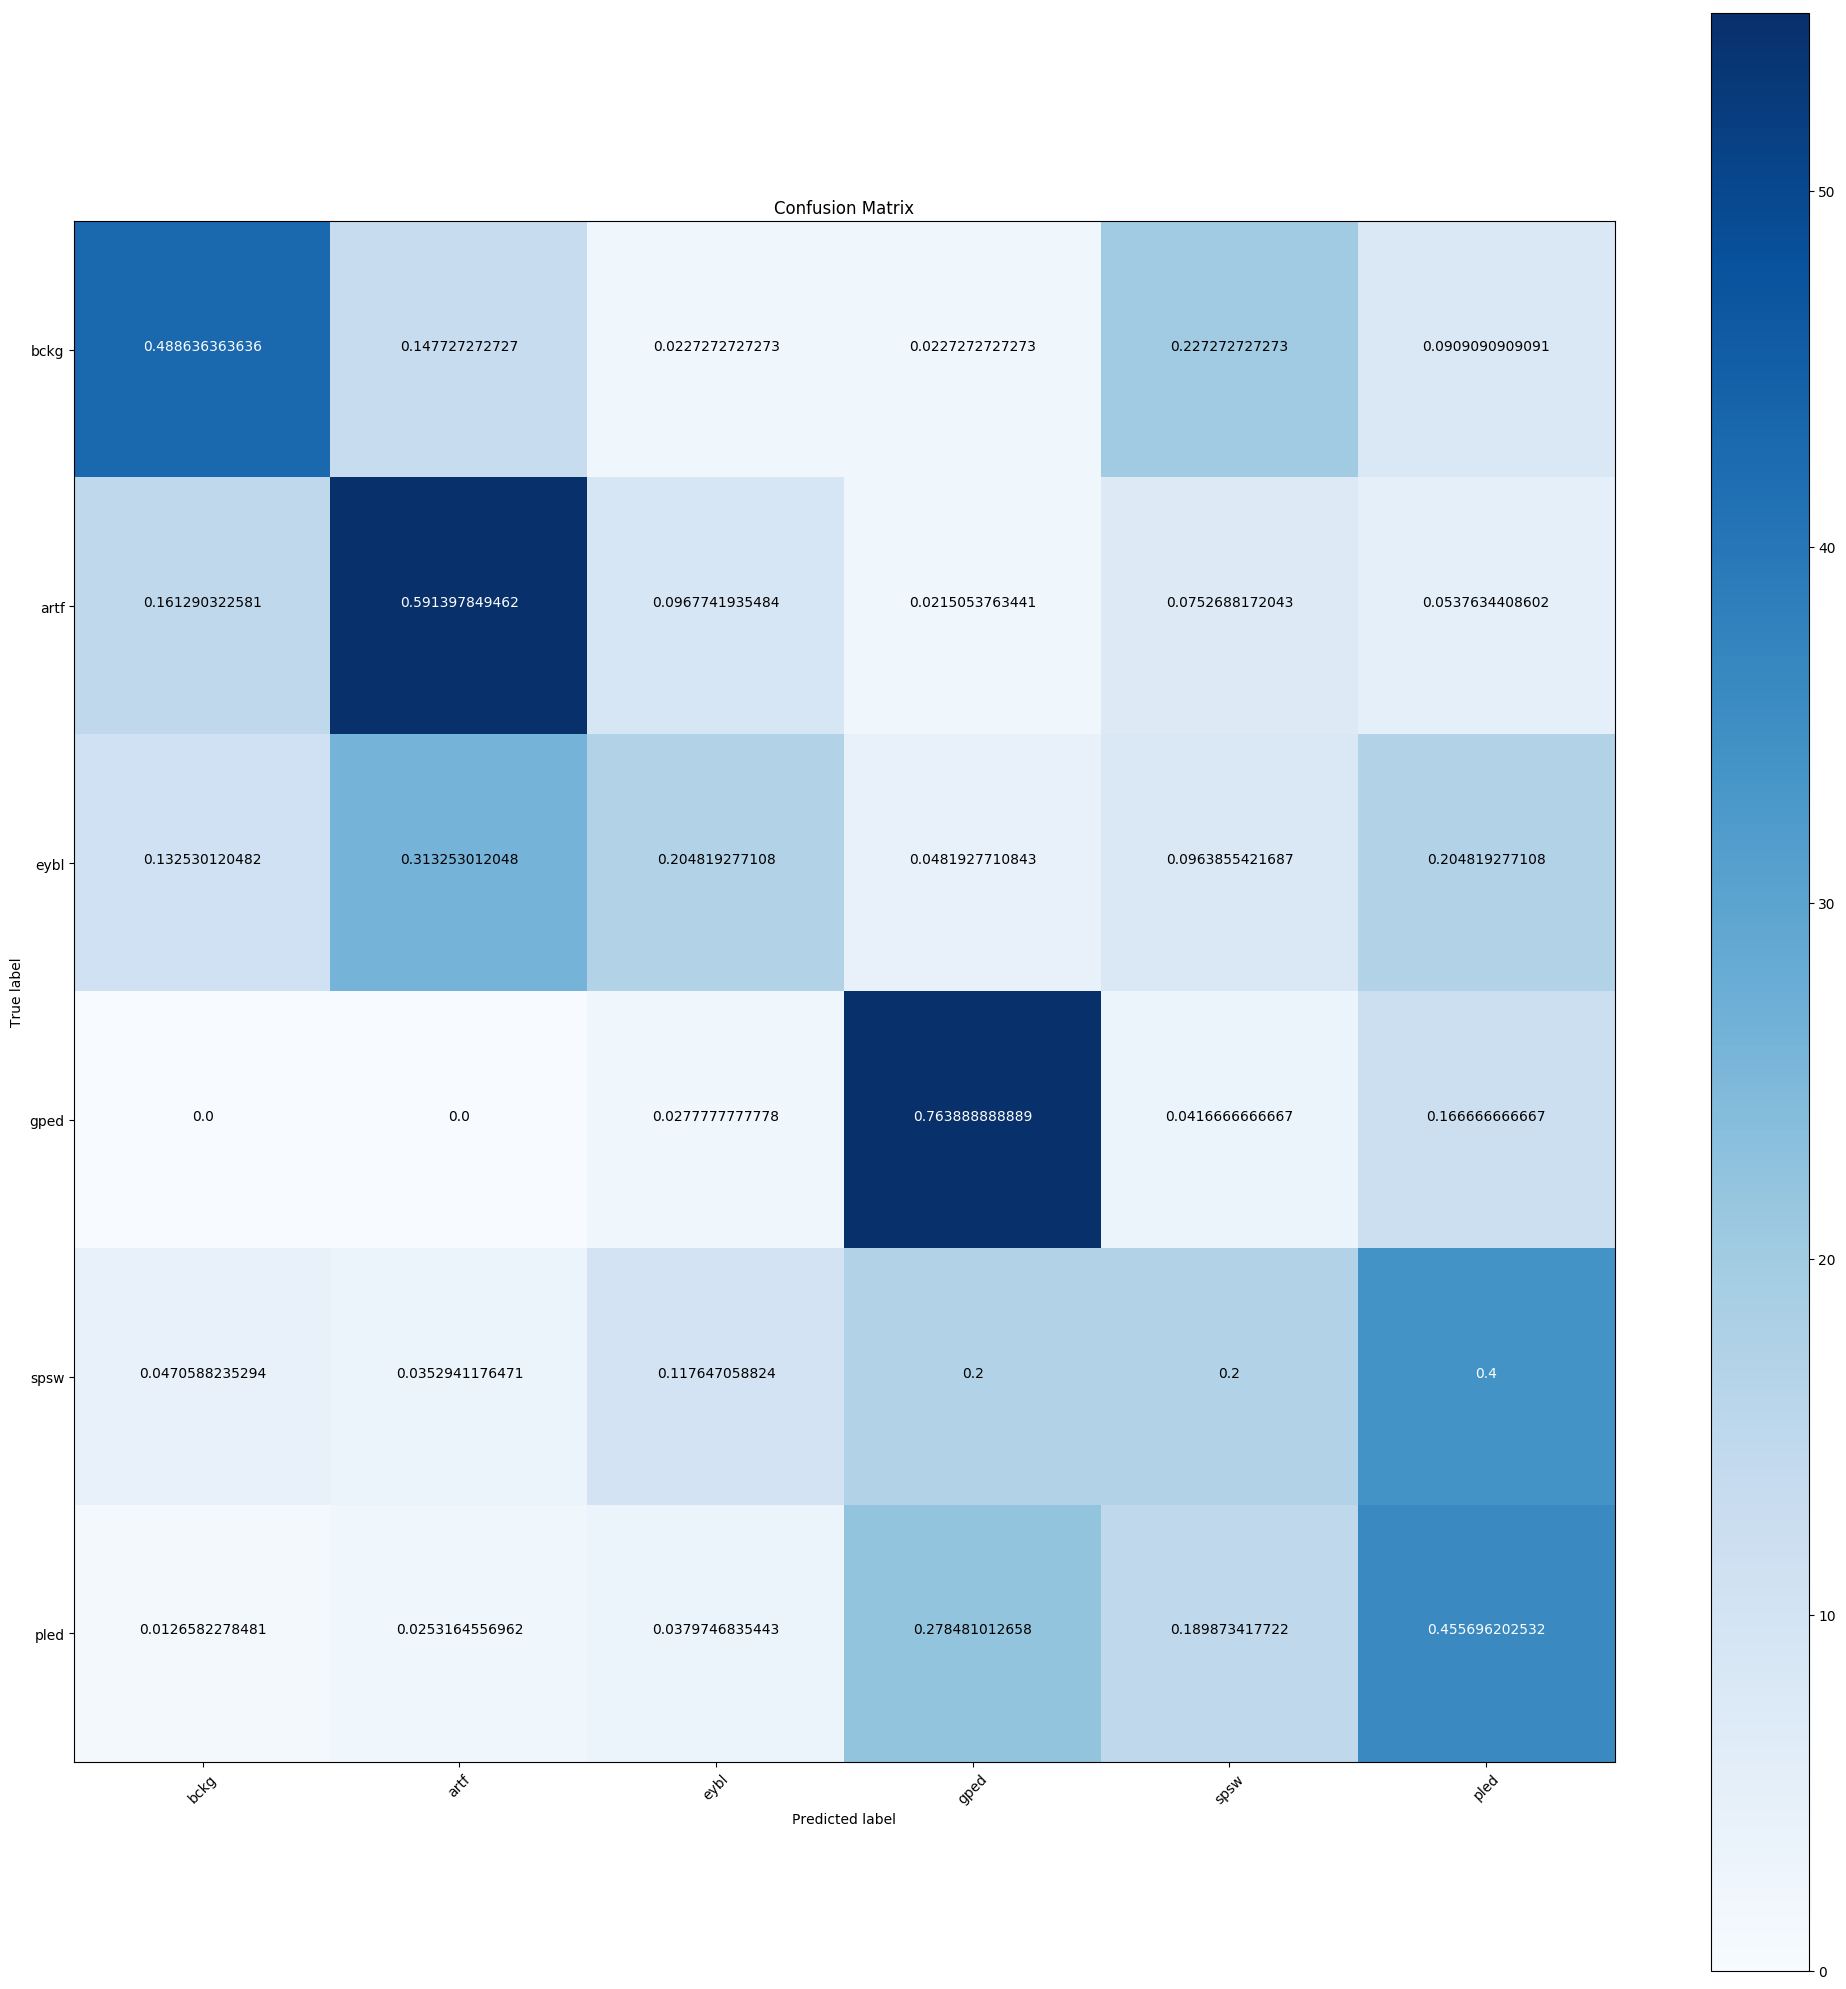 Confusion Matrix
bckg 0.488636363636 0.147727272727 0.0227272727273 0.0227272727273 0.227272727273 0.0909090909091
artf 0.161290322581 0.591397849462 0.0967741935484 0.0215053763441 0.0752688172043 0.0537634408602
eybl 0.132530120482 0.313253012048 0.204819277108 0.0481927710843 0.0963855421687 0.204819277108
True label
gped 0.0 0.0 0.0277777777778 0.763888888889 0.0416666666667 0.166666666667
spsw 0.0470588235294 0.0352941176471 0.117647058824 0.2 0.2 0.4
pled 0.0126582278481 0.0253164556962 0.0379746835443 0.278481012658 0.189873417722 0.455696202532
bckg artf eybl gped spsw pled
Predicted label
50
40
30
20
10
0